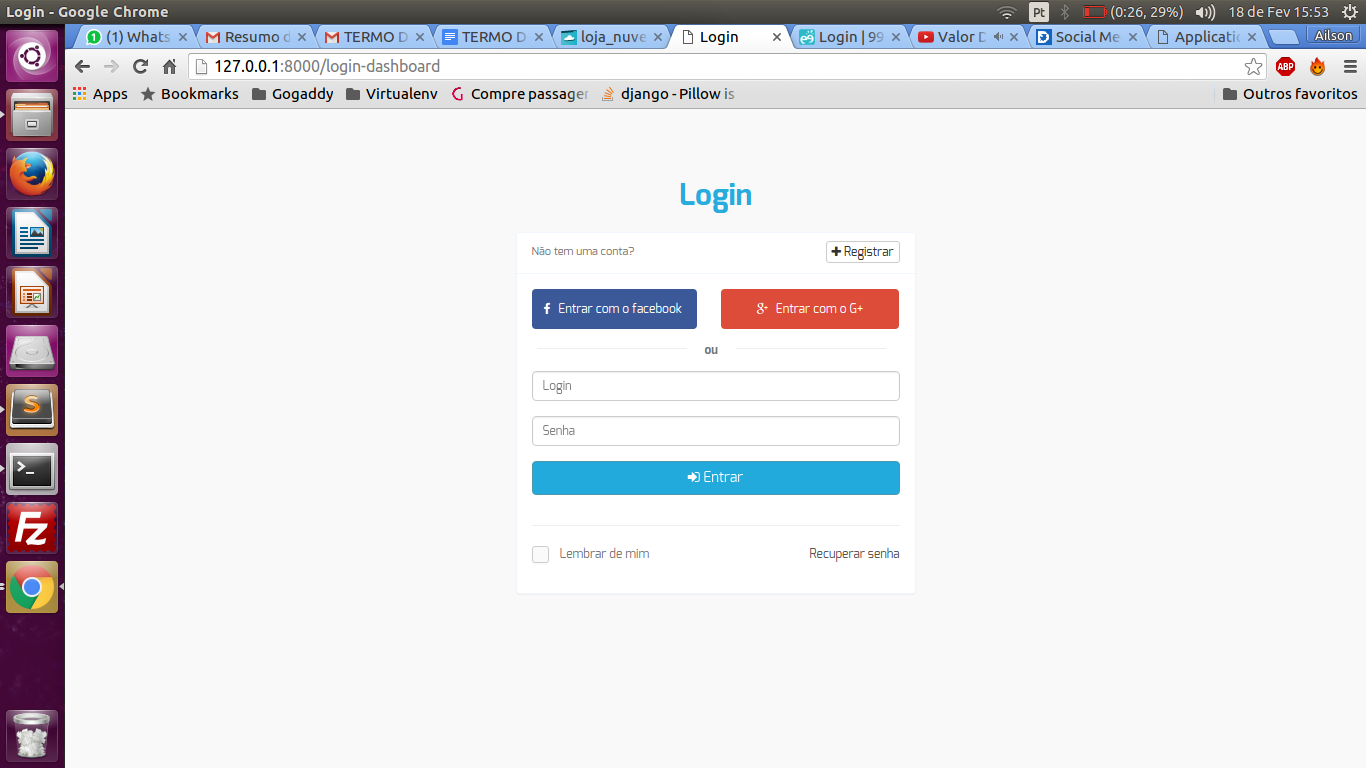 Login - Google Chrome
Pt
(0:26, 29%)
18 de Fev 15:53
(1) Whats
Resumo d
TERMO D
TERMO D
loja_nuve
Login
Login | 99
Valor D
Social Me
Applicati
Ailson
127.0.0.1:8000/login-dashboard
ABP
Apps
Bookmarks
Gogaddy
Virtualenv
Compre passager
django - Pillow is
Outros favoritos
Login
Não tem uma conta?
Registrar
Entrar com o facebook
Entrar com o G+
ou
Login
Senha
Entrar
Lembrar de mim
Recuperar senha